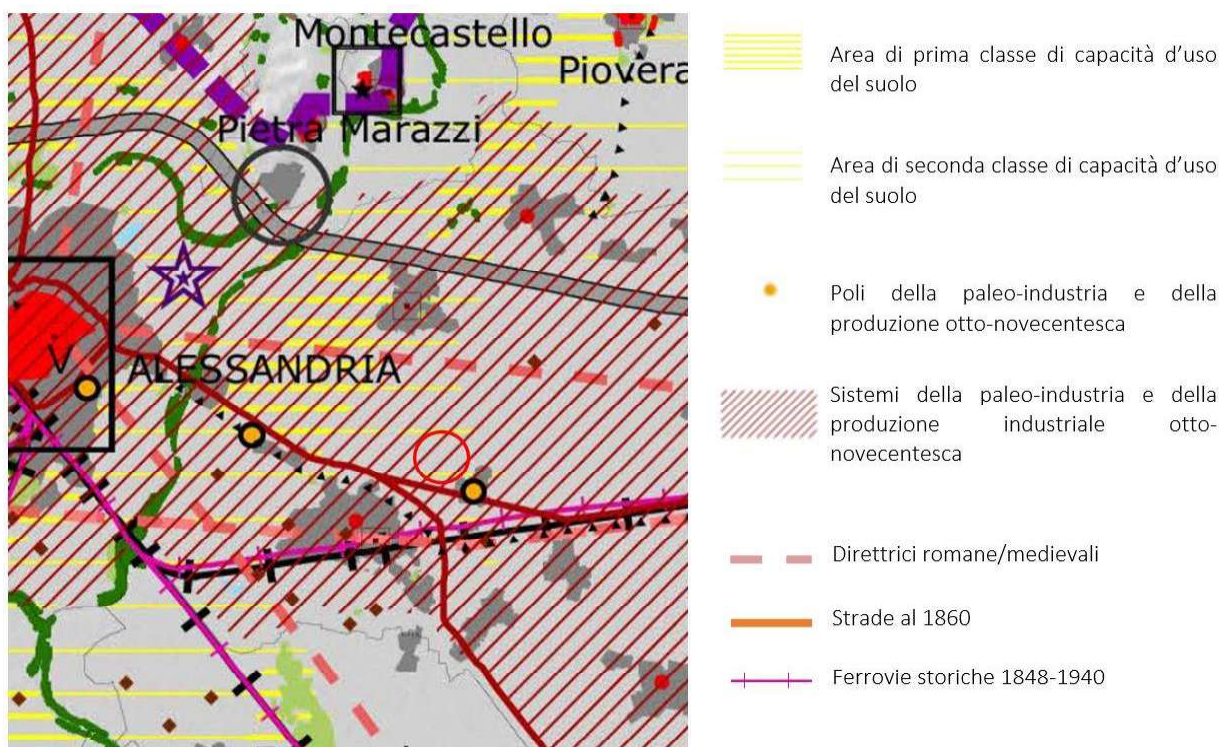 Montecastello
Piovera
Pietra Marazzi
V
ALESSANDRIA
Area di prima classe di capacità d’uso
del suolo
Area di seconda classe di capacità d’uso
del suolo
Poli della paleo-industria e della
produzione otto-novecentesca
Sistemi della paleo-industria e della
produzione industriale otto-
novecentesca
Direttrici romane/medievali
Strade al 1860
Ferrovie storiche 1848-1940